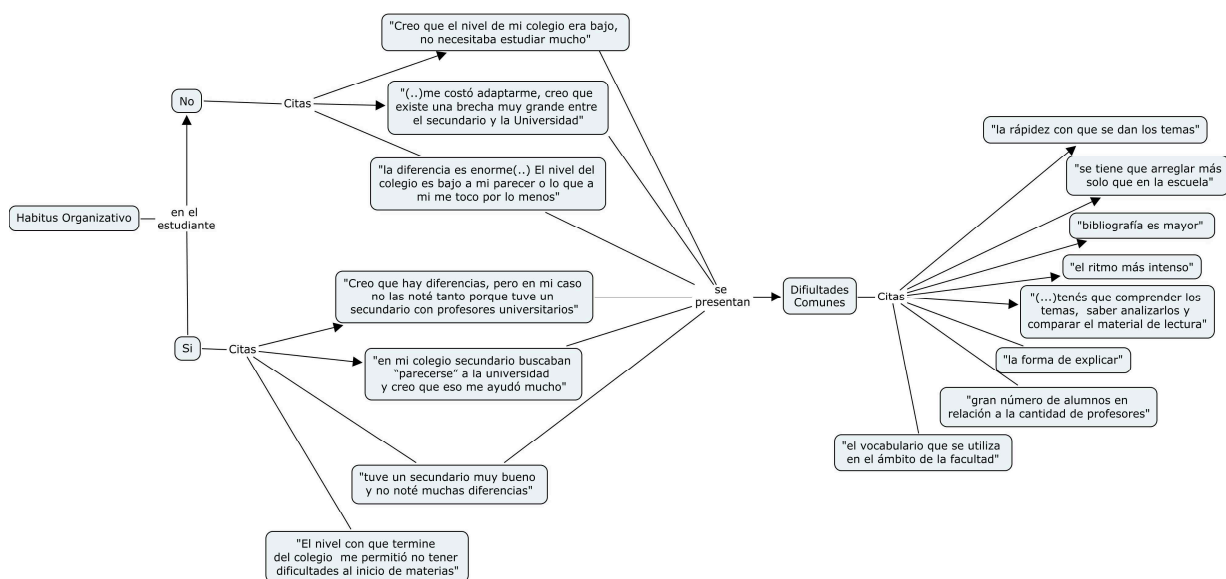 Habitus Organizativo
en el
estudiante
No
Citas
"Creo que el nivel de mi colegio era bajo,
no necesitaba estudiar mucho"
"(..)me costó adaptarme, creo que
existe una brecha muy grande entre
el secundario y la Universidad"
"la diferencia es enorme(..) El nivel del
colegio es bajo a mi parecer o lo que a
mi me toco por lo menos"
Si
Citas
"Creo que hay diferencias, pero en mi caso
no las noté tanto porque tuve un
secundario con profesores universitarios"
"en mi colegio secundario buscaban
"parecerse" a la universidad
y creo que eso me ayudó mucho"
"tuve un secundario muy bueno
y no noté muchas diferencias"
"El nivel con que termine
del colegio me permitió no tener
dificultades al inicio de materias"
se
presentan
Difiultades
Comunes
Citas
"la rápidez con que se dan los temas"
"se tiene que arreglar más
solo que en la escuela"
"bibliografía es mayor"
"el ritmo más intenso"
"(...)tenés que comprender los
temas, saber analizarlos y
comparar el material de lectura"
"la forma de explicar"
"gran número de alumnos en
relación a la cantidad de profesores"
"el vocabulario que se utiliza
en el ámbito de la facultad"